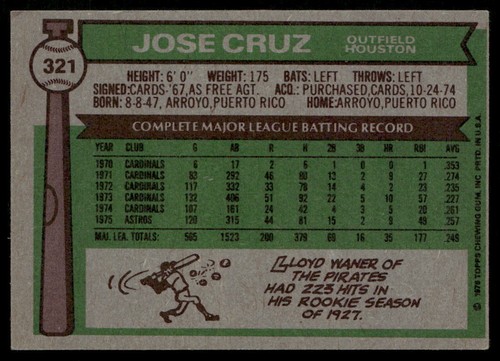 321
JOSE CRUZ
OUTFIELD
HOUSTON
HEIGHT: 6' 0" WEIGHT: 175 BATS: LEFT THROWS: LEFT
SIGNED: CARDS-'67, AS FREE AGT. ACQ.: PURCHASED, CARDS, 10-24-74
BORN: 8-8-47, ARROYO, PUERTO RICO HOME: ARROYO, PUERTO RICO
COMPLETE MAJOR LEAGUE BATTING RECORD
YEAR CLUB G AB R H 2B 3B HR RBI AVG
1970 CARDINALS 6 17 2 6 1 0 0 1 .353
1971 CARDINALS 83 292 46 80 13 2 9 27 .274
1972 CARDINALS 117 332 33 78 14 4 2 23 .235
1973 CARDINALS 132 406 51 92 22 5 10 57 .227
1974 CARDINALS 107 161 24 42 4 3 5 20 .261
1975 ASTROS 120 315 44 81 15 2 9 49 .257
MAJ. LEA. TOTALS: 565 1523 200 379 69 16 35 177 .249
LLOYD WANER OF
THE PIRATES
HAD 223 HITS IN
HIS ROOKIE SEASON
OF 1927.
© 1976 TOPPS CHEWING GUM, INC. PRTD. IN U.S.A.